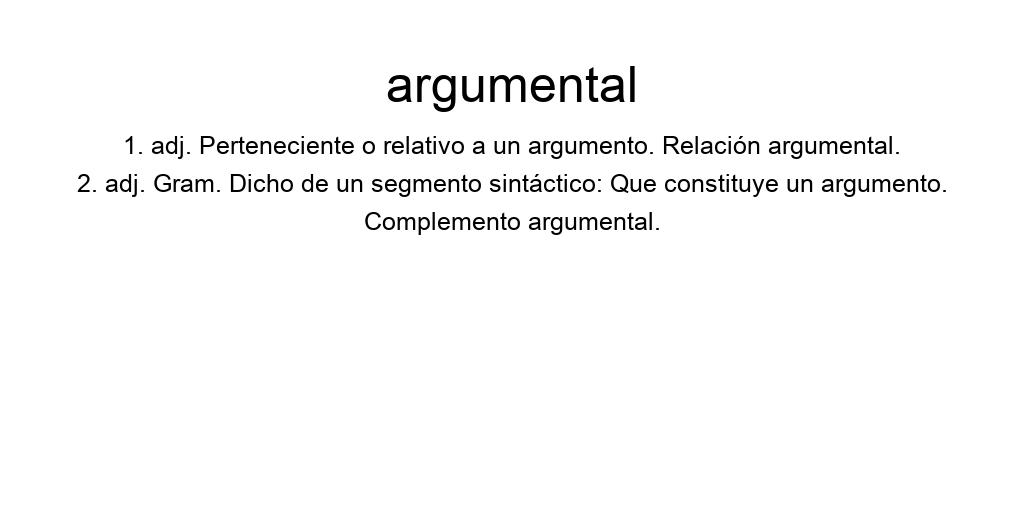 argumental
1. adj. Perteneciente o relativo a un argumento. Relación argumental.
2. adj. Gram. Dicho de un segmento sintáctico: Que constituye un argumento.
Complemento argumental.